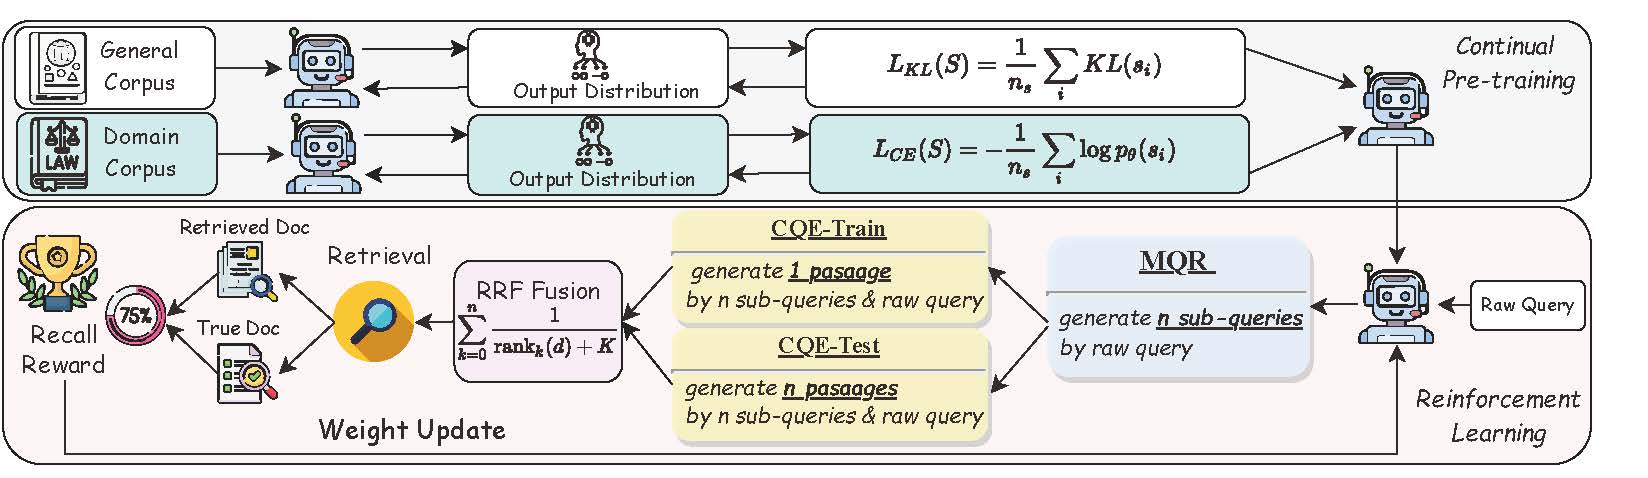 General
Corpus
Output Distribution
L_{KL}(S) = \frac{1}{n_s} \sum_i KL(s_i)
Continual
Pre-training
LAW
Domain
Corpus
Output Distribution
L_{CE}(S) = -\frac{1}{n_s} \sum_i \log p_\theta(s_i)
Recall
Reward
75%
Retrieved Doc
True Doc
Retrieval
RRF Fusion
\sum_{k=0}^{n} \frac{1}{\text{rank}_k(d) + K}
CQE-Train
generate 1 pasaage
by n sub-queries & raw query
CQE-Test
generate n pasaages
by n sub-queries & raw query
MQR
generate n sub-queries
by raw query
Raw Query
Weight Update
Reinforcement
Learning